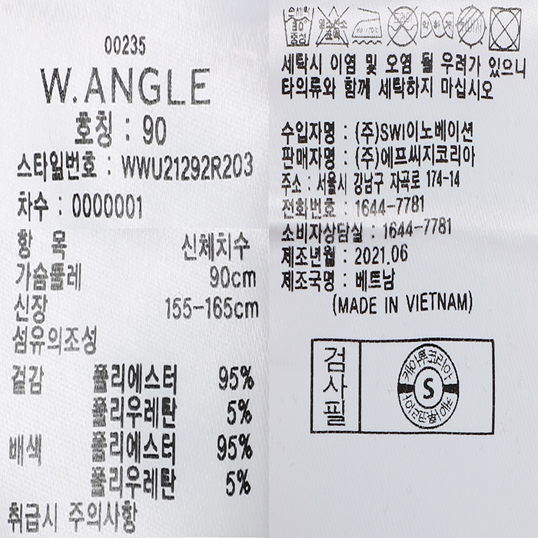 00235
W.ANGLE
호칭 : 90
스타일번호 : WWU21292R203
차수 : 0000001
항 목 신체치수
가슴둘레 90cm
신장 155-165cm
섬유의조성
겉감 폴리에스터 95%
폴리우레탄 5%
배색 폴리에스터 95%
폴리우레탄 5%
취급시 주의사항
세탁시 이염 및 오염 될 우려가 있으니
타의류와 함께 세탁하지 마십시오
수입자명 : (주)SWI이노베이션
판매자명 : (주)에프씨지코리아
주소 : 서울시 강남구 자곡로 174-14
전화번호 : 1644-7781
소비자상담실 : 1644-7781
제조년월 : 2021.06
제조국명 : 베트남
(MADE IN VIETNAM)
검사필
S